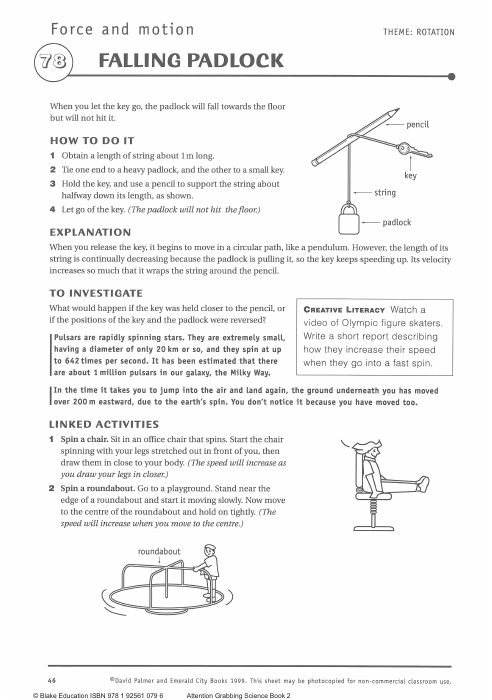 Force and motion
THEME: ROTATION
78
FALLING PADLOCK
When you let the key go, the padlock will fall towards the floor
but will not hit it.
HOW TO DO IT
1 Obtain a length of string about 1 m long.
2 Tie one end to a heavy padlock, and the other to a small key.
3 Hold the key, and use a pencil to support the string about
halfway down its length, as shown.
4 Let go of the key. (The padlock will not hit the floor.)
pencil
key
string
padlock
EXPLANATION
When you release the key, it begins to move in a circular path, like a pendulum. However, the length of its
string is continually decreasing because the padlock is pulling it, so the key keeps speeding up. Its velocity
increases so much that it wraps the string around the pencil.
TO INVESTIGATE
What would happen if the key was held closer to the pencil, or
if the positions of the key and the padlock were reversed?
Pulsars are rapidly spinning stars. They are extremely small,
having a diameter of only 20 km or so, and they spin at up
to 642 times per second. It has been estimated that there
are about 1 million pulsars in our galaxy, the Milky Way.
CREATIVE LITERACY Watch a
video of Olympic figure skaters.
Write a short report describing
how they increase their speed
when they go into a fast spin.
In the time it takes you to jump into the air and land again, the ground underneath you has moved
over 200 m eastward, due to the earth's spin. You don't notice it because you have moved too.
LINKED ACTIVITIES
1 Spin a chair. Sit in an office chair that spins. Start the chair
spinning with your legs stretched out in front of you, then
draw them in close to your body. (The speed will increase as
you draw your legs in closer.)
2 Spin a roundabout. Go to a playground. Stand near the
edge of a roundabout and start it moving slowly. Now move
to the centre of the roundabout and hold on tightly. (The
speed will increase when you move to the centre.)
roundabout
46
©David Palmer and Emerald City Books 1999. This sheet may be photocopied for non-commercial classroom use.
© Blake Education ISBN 978 1 92561 079 6 Attention Grabbing Science Book 2